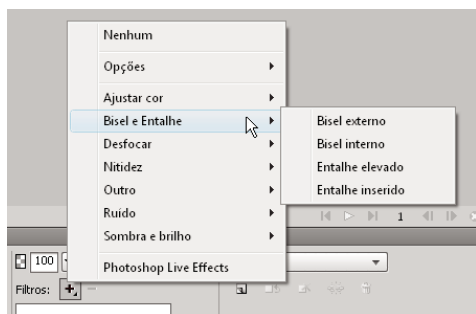 Nenhum
Opções
Ajustar cor
Bisel e Entalhe
Desfocar
Nitidez
Outro
Ruído
Sombra e brilho
Photoshop Live Effects
Bisel externo
Bisel interno
Entalhe elevado
Entalhe inserido
1
100
Filtros: